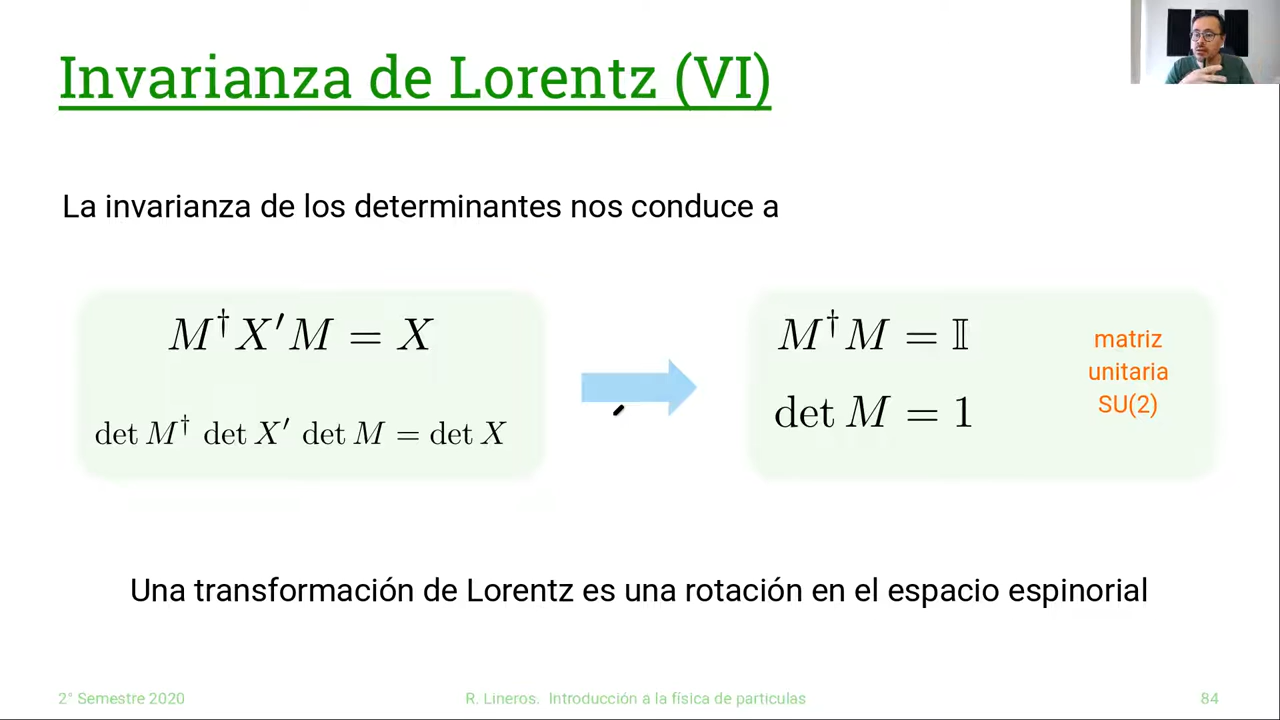 Invarianza de Lorentz (VI)
La invarianza de los determinantes nos conduce a
M†X′M = X
det M† det X′ det M = det X
M†M = 𝕀
det M = 1
matriz
unitaria
SU(2)
Una transformación de Lorentz es una rotación en el espacio espinorial
2° Semestre 2020
R. Lineros. Introducción a la física de particulas
84